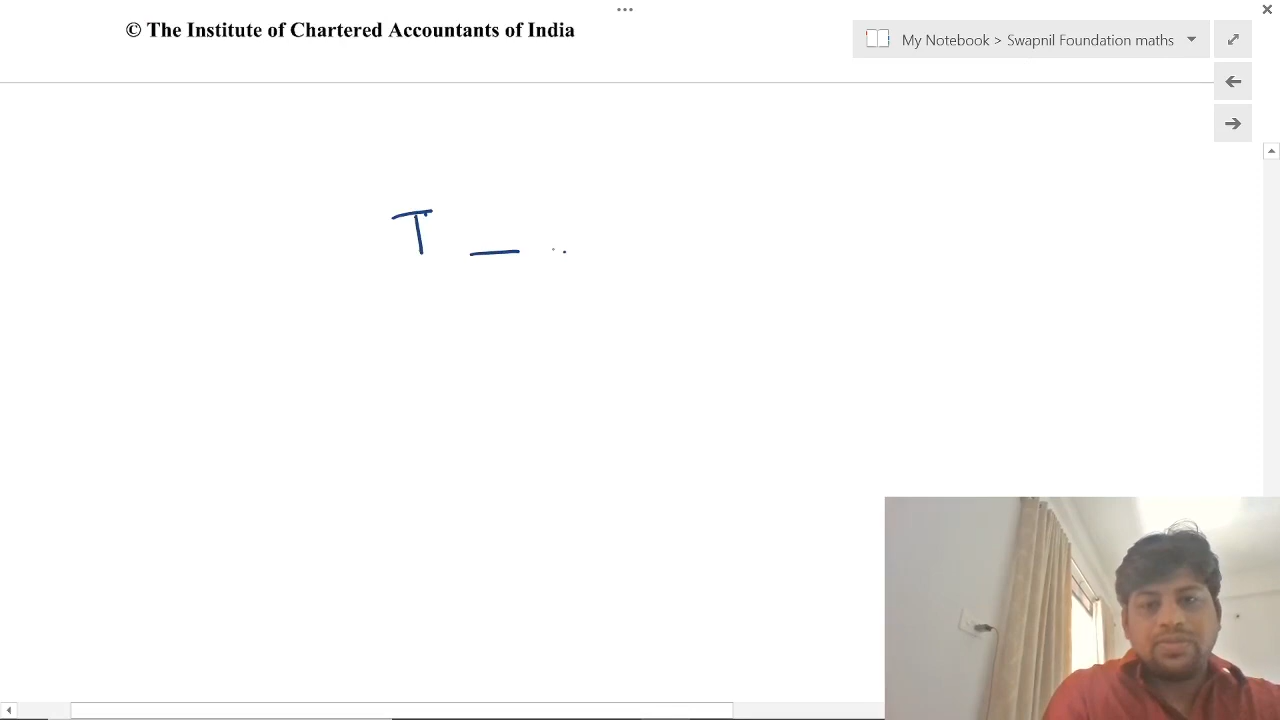 © The Institute of Chartered Accountants of India
My Notebook > Swapnil Foundation maths
T _